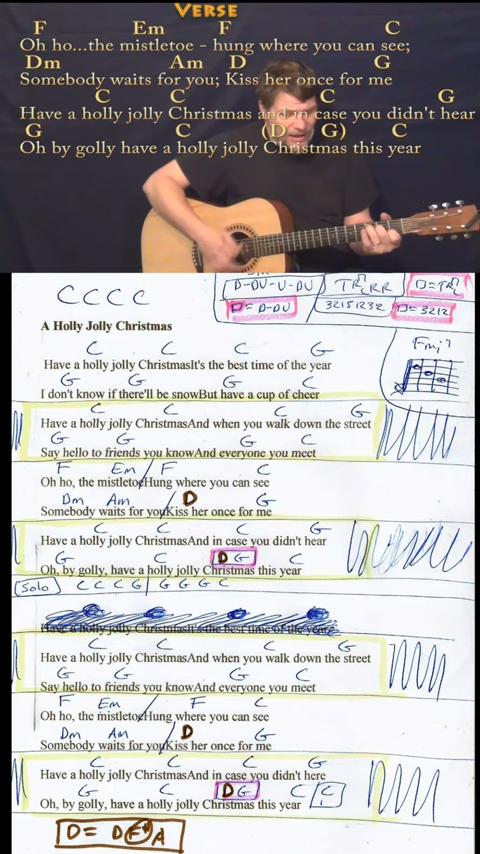 VERSE
F Em F C
Oh ho...the mistletoe - hung where you can see;
Dm Am D G
Somebody waits for you; Kiss her once for me
C C C G
Have a holly jolly Christmas and in case you didn't hear
G C (D G) C
Oh by golly have a holly jolly Christmas this year
D-DU-U-DU
D=D-DU
32151232
D=3212
C C C C
A Holly Jolly Christmas
Fmj7
C C C G
Have a holly jolly ChristmasIt's the best time of the year
G G G C
I don't know if there'll be snowBut have a cup of cheer
C C C G
Have a holly jolly ChristmasAnd when you walk down the street
G G G C
Say hello to friends you knowAnd everyone you meet
F Em / F C
Oh ho, the mistletoeHung where you can see
Dm Am / D G
Somebody waits for youKiss her once for me
C C C G
Have a holly jolly ChristmasAnd in case you didn't hear
G C D G C
Oh, by golly, have a holly jolly Christmas this year
Solo C C C G | G G G C
Have a holly jolly ChristmasIt's the best time of the year
C C C G
Have a holly jolly ChristmasAnd when you walk down the street
G G G C
Say hello to friends you knowAnd everyone you meet
F Em / F C
Oh ho, the mistletoeHung where you can see
Dm Am / D G
Somebody waits for youKiss her once for me
C C C G
Have a holly jolly ChristmasAnd in case you didn't here
G C D G C C
Oh, by golly, have a holly jolly Christmas this year